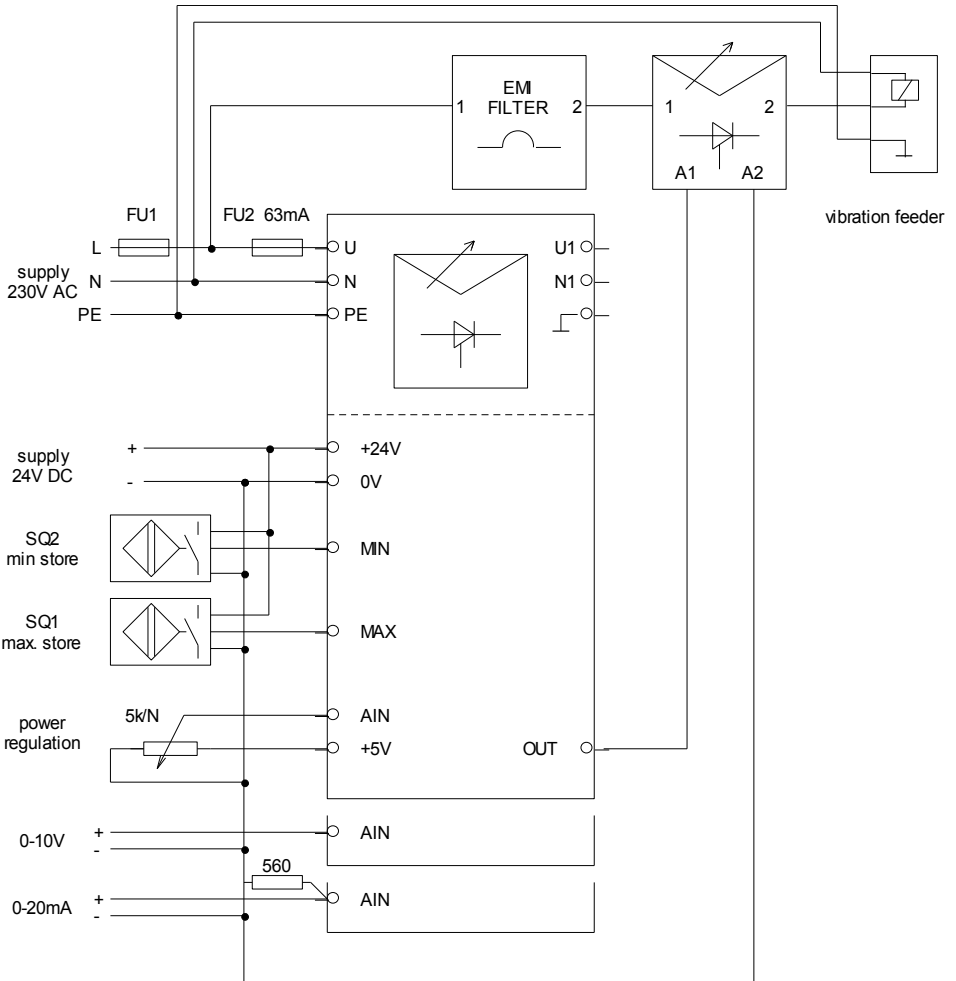 EMI
FILTER
1
2
1
2
A1
A2
vibration feeder
FU1
FU2 63mA
L
supply
230V AC
N
PE
U
N
PE
U1
N1
supply
24V DC
+
-
+24V
0V
SQ2
min store
MIN
SQ1
max. store
MAX
power
regulation
5k/N
AIN
+5V
OUT
0-10V
+
-
AIN
560
0-20mA
+
-
AIN